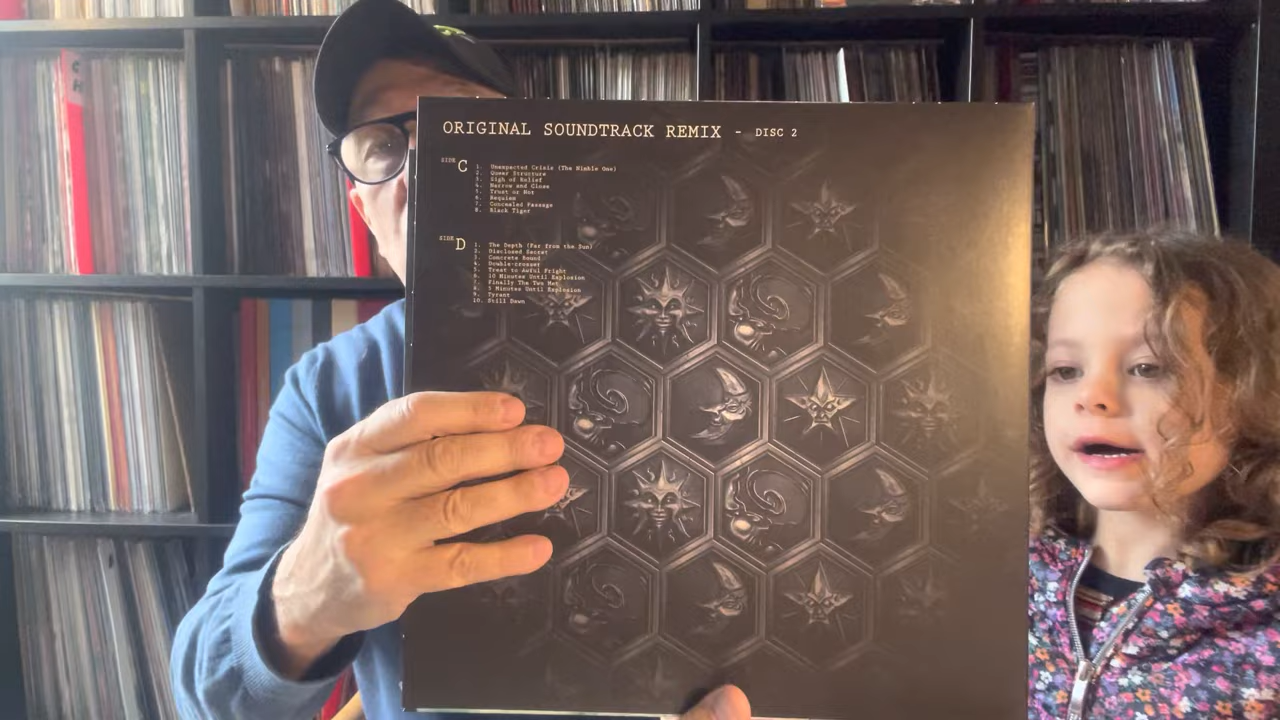 ORIGINAL SOUNDTRACK REMIX - DISC 2
SIDE C
1. Unexpected Crisis (The Nimble One)
2. Queer Structure
3. Sigh of Relief
4. Narrow and Close
5. Trust or Not
6. Requiem
7. Concealed Passage
8. Black Tiger
SIDE D
1. The Depth (Far from the Sun)
2. Disclosed Secret
3. Concrete Bound
4. Double-crosser
5. Treat to Awful Fright
6. 10 Minutes Until Explosion
7. Finally The Two Met
8. 5 Minutes Until Explosion
9. Tyrant
10. Still Dawn
C
H